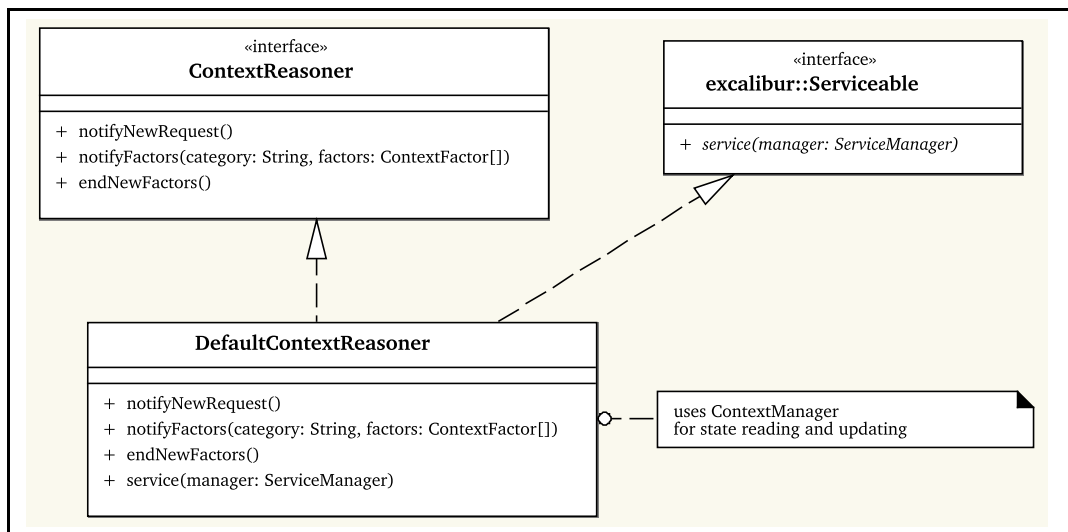 «interface»
ContextReasoner
+ notifyNewRequest()
+ notifyFactors(category: String, factors: ContextFactor[])
+ endNewFactors()
«interface»
excalibur::Serviceable
+ service(manager: ServiceManager)
DefaultContextReasoner
+ notifyNewRequest()
+ notifyFactors(category: String, factors: ContextFactor[])
+ endNewFactors()
+ service(manager: ServiceManager)
uses ContextManager
for state reading and updating